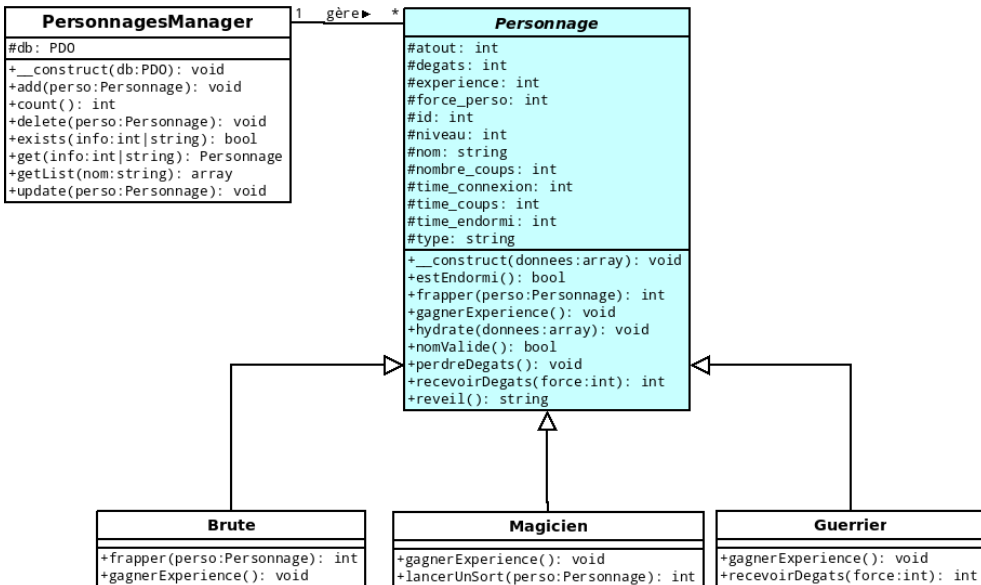 PersonnagesManager
#db: PDO
+__construct(db:PDO): void
+add(perso:Personnage): void
+count(): int
+delete(perso:Personnage): void
+exists(info:int|string): bool
+get(info:int|string): Personnage
+getList(nom:string): array
+update(perso:Personnage): void
1 gère▶ *
Personnage
#atout: int
#degats: int
#experience: int
#force_perso: int
#id: int
#niveau: int
#nom: string
#nombre_coups: int
#time_connexion: int
#time_coups: int
#time_endormi: int
#type: string
+__construct(donnees:array): void
+estEndormi(): bool
+frapper(perso:Personnage): int
+gagnerExperience(): void
+hydrate(donnees:array): void
+nomValide(): bool
+perdreDegats(): void
+recevoirDegats(force:int): int
+reveil(): string
Brute
+frapper(perso:Personnage): int
+gagnerExperience(): void
Magicien
+gagnerExperience(): void
+lancerUnSort(perso:Personnage): int
Guerrier
+gagnerExperience(): void
+recevoirDegats(force:int): int